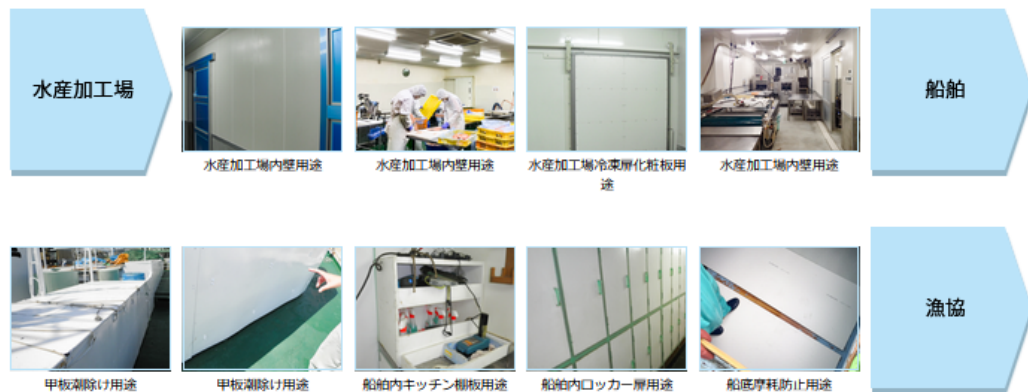 水産加工場
水産加工場内壁用途
水産加工場内壁用途
水産加工場冷凍扉化粧板用
途
水産加工場内壁用途
船舶
甲板潮除け用途
甲板潮除け用途
船舶内キッチン棚板用途
船舶内ロッカー扉用途
船底摩耗防止用途
漁協